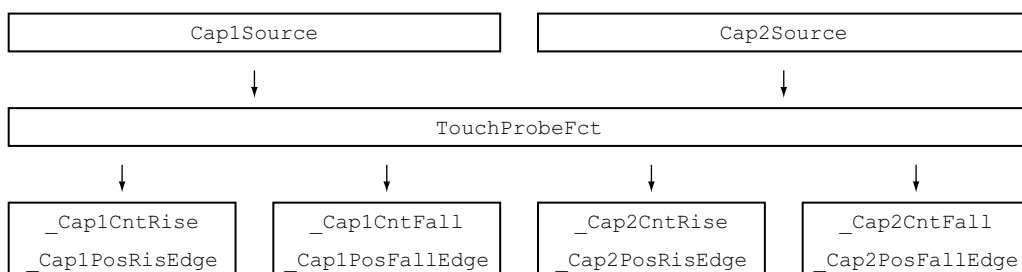 Cap1Source Cap2Source
TouchProbeFct
_Cap1CntRise _Cap1CntFall _Cap2CntRise _Cap2CntFall
_Cap1PosRisEdge _Cap1PosFallEdge _Cap2PosRisEdge _Cap2PosFallEdge